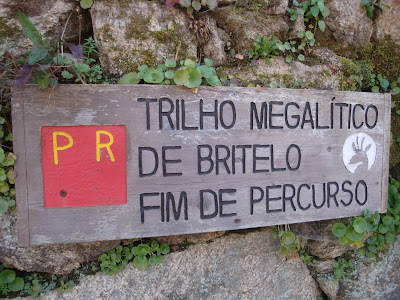 PR
TRILHO MEGALÍTICO
DE BRITELO
FIM DE PERCURSO